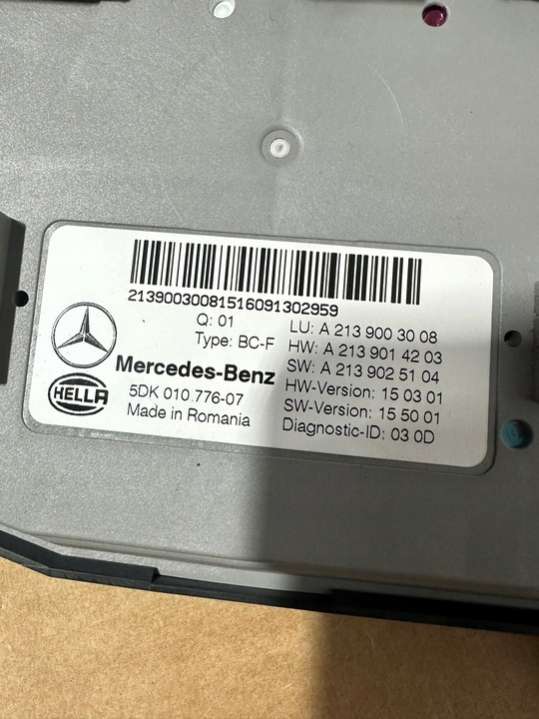 21390030081516091302959
Q: 01
Type: BC-F
Mercedes-Benz
HELLA
5DK 010.776-07
Made in Romania
LU: A 213 900 30 08
HW: A 213 901 42 03
SW: A 213 902 51 04
HW-Version: 15 03 01
SW-Version: 15 50 01
Diagnostic-ID: 03 0D